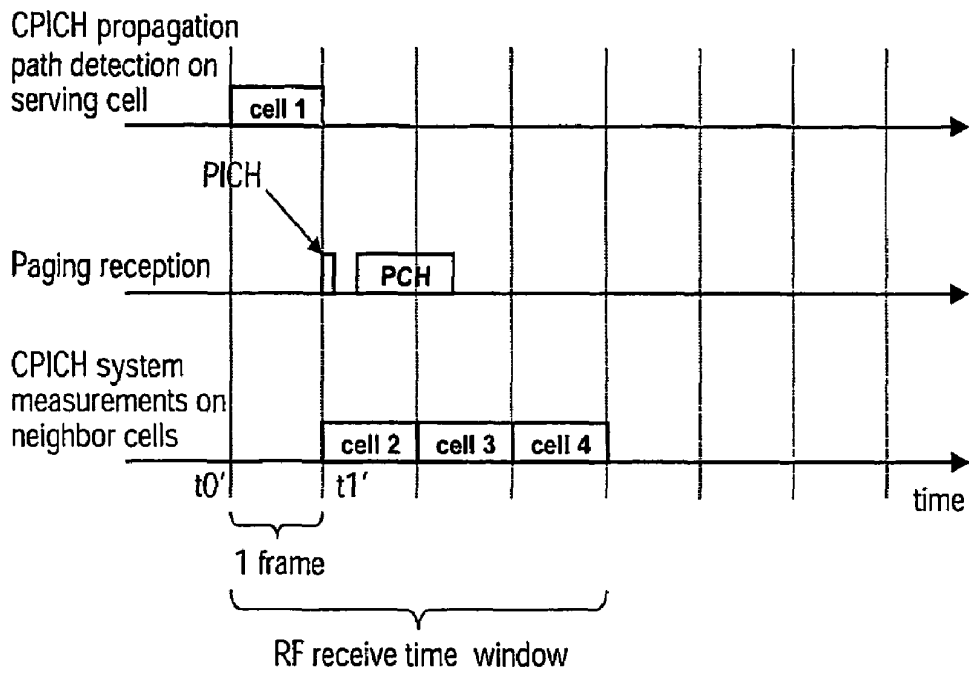 CPICH propagation
path detection on
serving cell
cell 1
PICH
Paging reception
PCH
CPICH system
measurements on
neighbor cells
cell 2
cell 3
cell 4
t0'
t1'
time
1 frame
RF receive time window